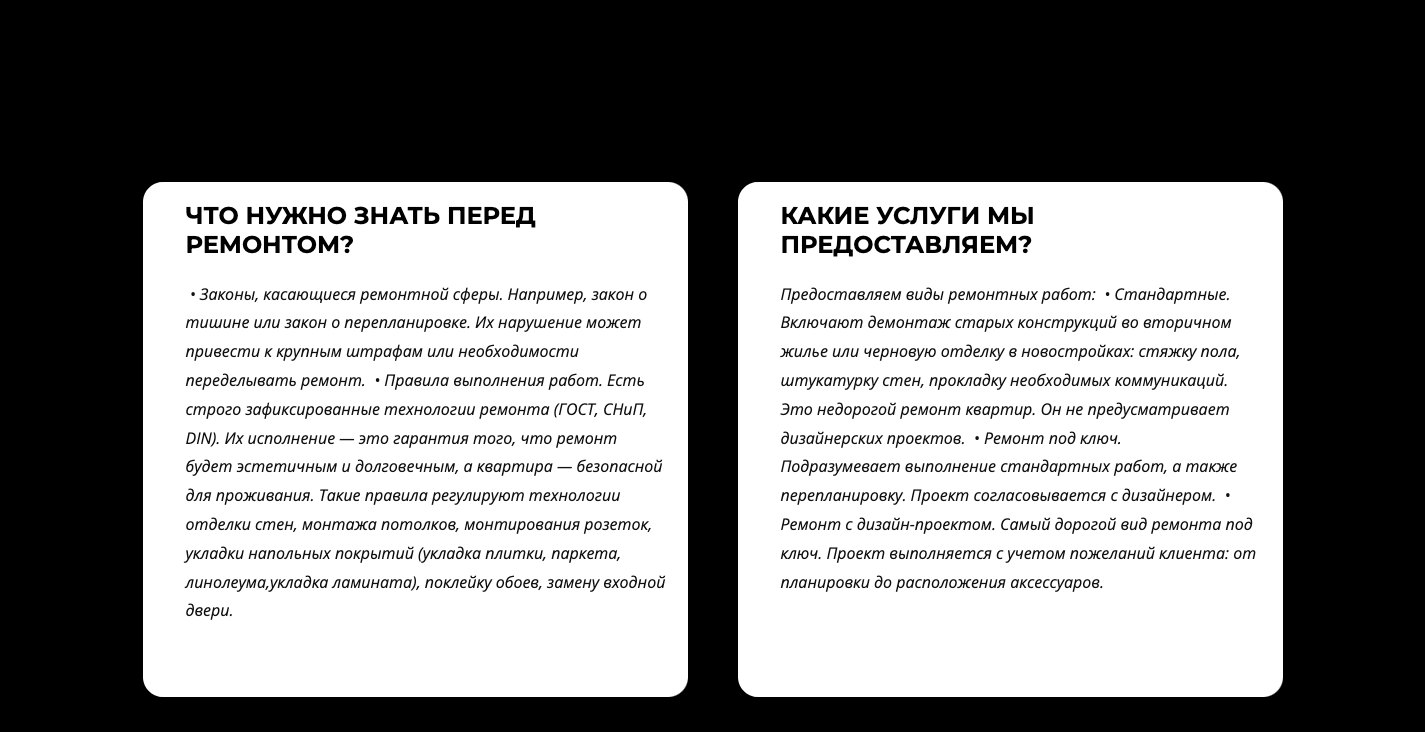 ЧТО НУЖНО ЗНАТЬ ПЕРЕД
РЕМОНТОМ?
• Законы, касающиеся ремонтной сферы. Например, закон о
тишине или закон о перепланировке. Их нарушение может
привести к крупным штрафам или необходимости
переделывать ремонт. • Правила выполнения работ. Есть
строго зафиксированные технологии ремонта (ГОСТ, СНиП,
DIN). Их исполнение — это гарантия того, что ремонт
будет эстетичным и долговечным, а квартира — безопасной
для проживания. Такие правила регулируют технологии
отделки стен, монтажа потолков, монтирования розеток,
укладки напольных покрытий (укладка плитки, паркета,
линолеума,укладка ламината), поклейку обоев, замену входной
двери.
КАКИЕ УСЛУГИ МЫ
ПРЕДОСТАВЛЯЕМ?
Предоставляем виды ремонтных работ: • Стандартные.
Включают демонтаж старых конструкций во вторичном
жилье или черновую отделку в новостройках: стяжку пола,
штукатурку стен, прокладку необходимых коммуникаций.
Это недорогой ремонт квартир. Он не предусматривает
дизайнерских проектов. • Ремонт под ключ.
Подразумевает выполнение стандартных работ, а также
перепланировку. Проект согласовывается с дизайнером. •
Ремонт с дизайн-проектом. Самый дорогой вид ремонта под
ключ. Проект выполняется с учетом пожеланий клиента: от
планировки до расположения аксессуаров.